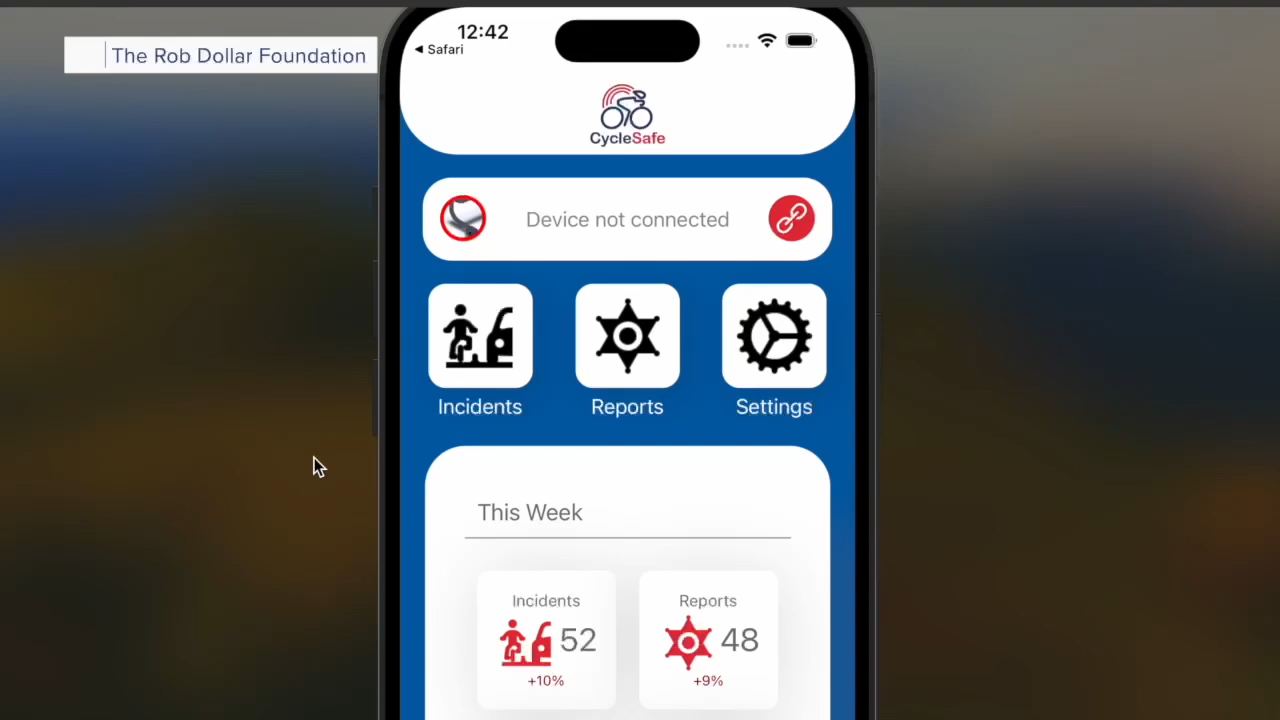 The Rob Dollar Foundation
12:42
◀ Safari
CycleSafe
Device not connected
Incidents
Reports
Settings
This Week
Incidents
Reports
52
48
+10%
+9%